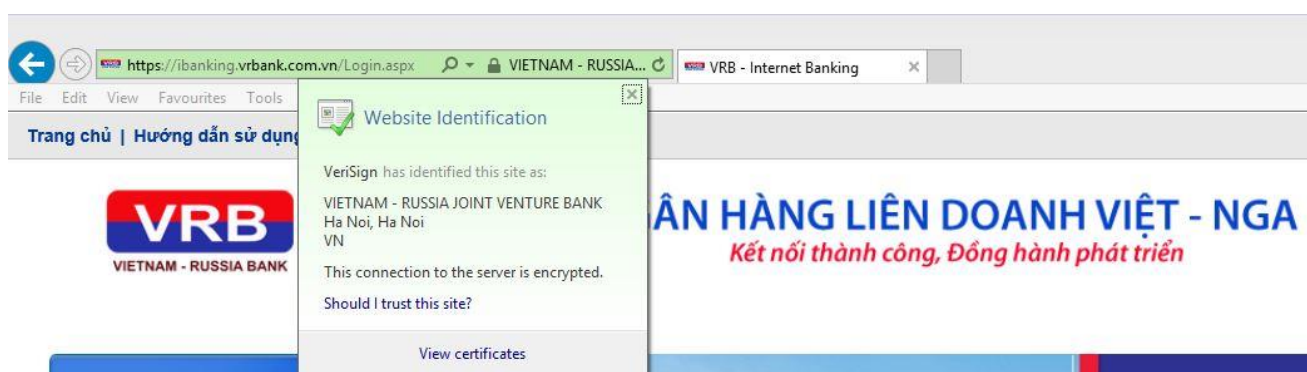 https://ibanking.vrbank.com.vn/Login.aspx VIETNAM - RUSSIA... VRB - Internet Banking
File Edit View Favourites Tools
Trang chủ | Hướng dẫn sử dụng
Website Identification
VeriSign has identified this site as:
VIETNAM - RUSSIA JOINT VENTURE BANK
Ha Noi, Ha Noi
VN
This connection to the server is encrypted.
Should I trust this site?
View certificates
VRB
VIETNAM - RUSSIA BANK
ÂN HÀNG LIÊN DOANH VIỆT - NGA
Kết nối thành công, Đồng hành phát triển